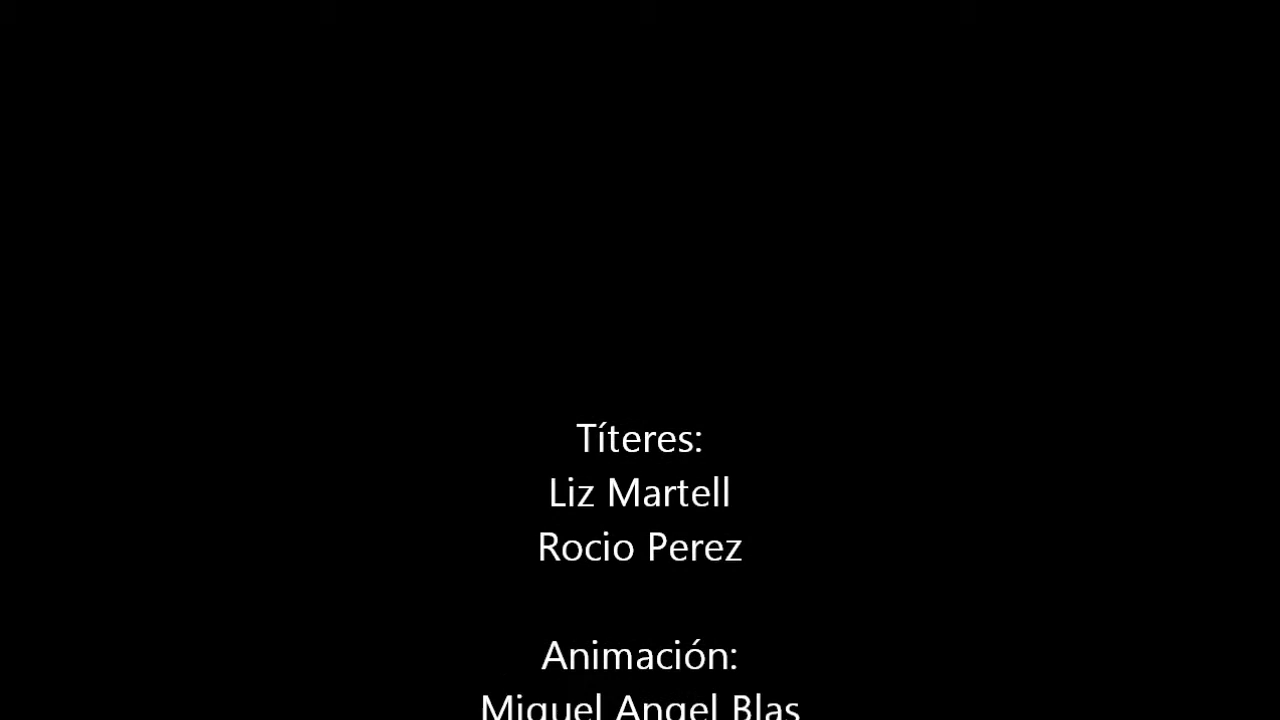 Títeres:
Liz Martell
Rocio Perez
Animación:
Miguel Angel Blas